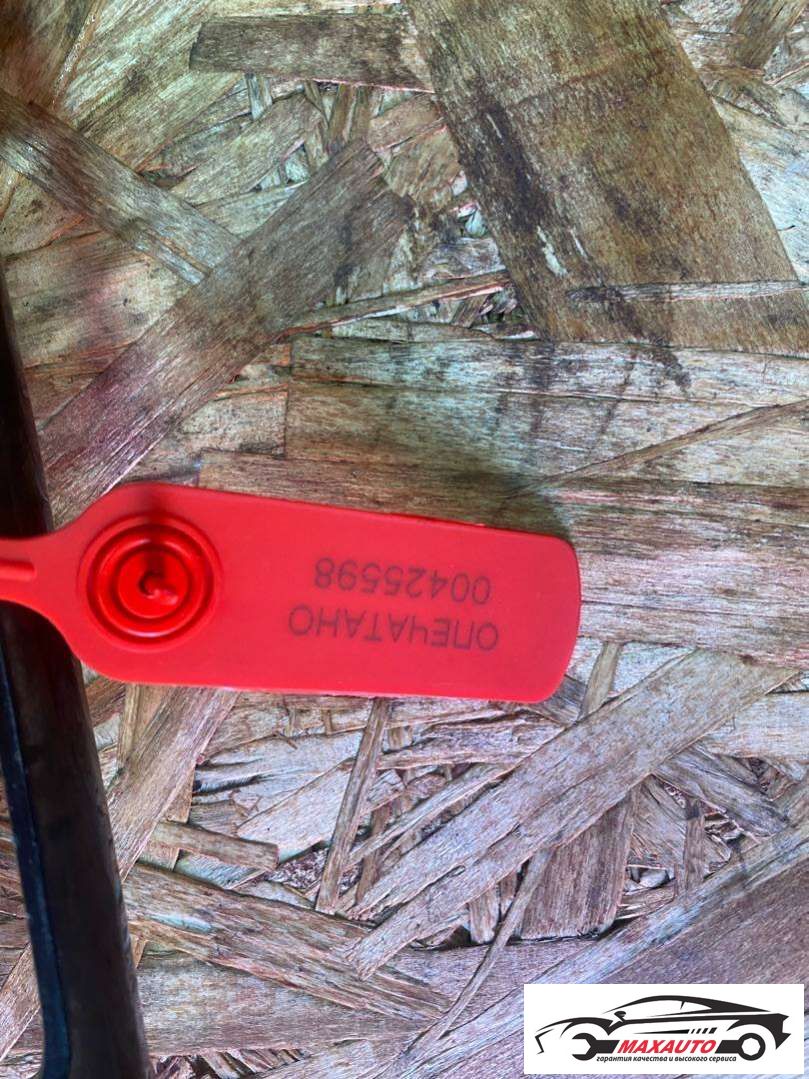 ОПЕЧАТАНО
00425598
MAXAUTO
гарантия качества и высокого сервиса